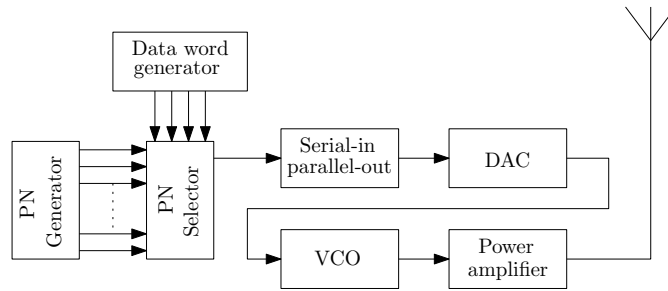 Data word
generator
PN
Generator
PN
Selector
Serial-in
parallel-out
DAC
VCO
Power
amplifier